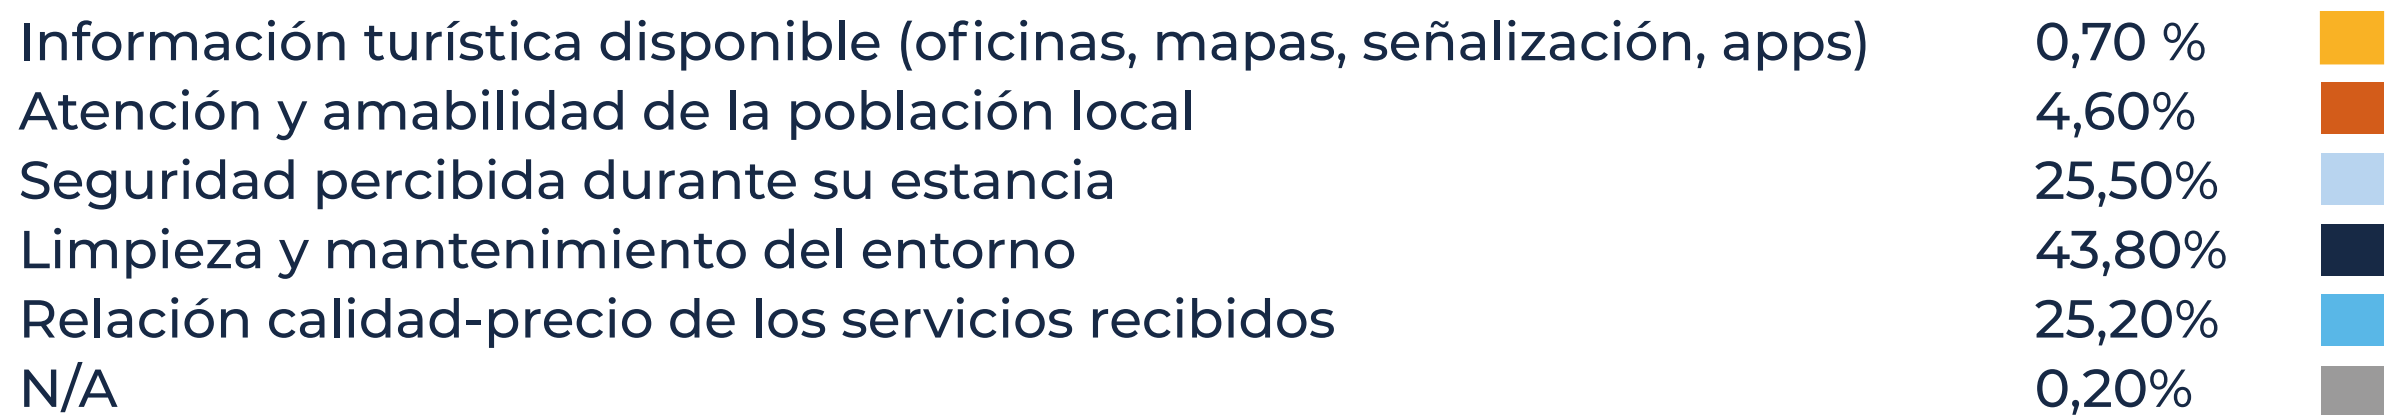 Información turística disponible (oficinas, mapas, señalización, apps) 0,70 %
Atención y amabilidad de la población local 4,60%
Seguridad percibida durante su estancia 25,50%
Limpieza y mantenimiento del entorno 43,80%
Relación calidad-precio de los servicios recibidos 25,20%
N/A 0,20%